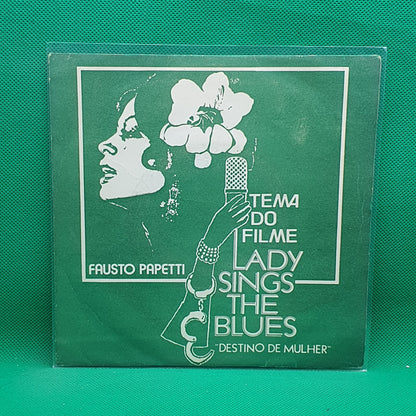 TEMA
DO
FILME
LADY
SINGS
THE
BLUES
"DESTINO DE MULHER"
FAUSTO PAPETTI